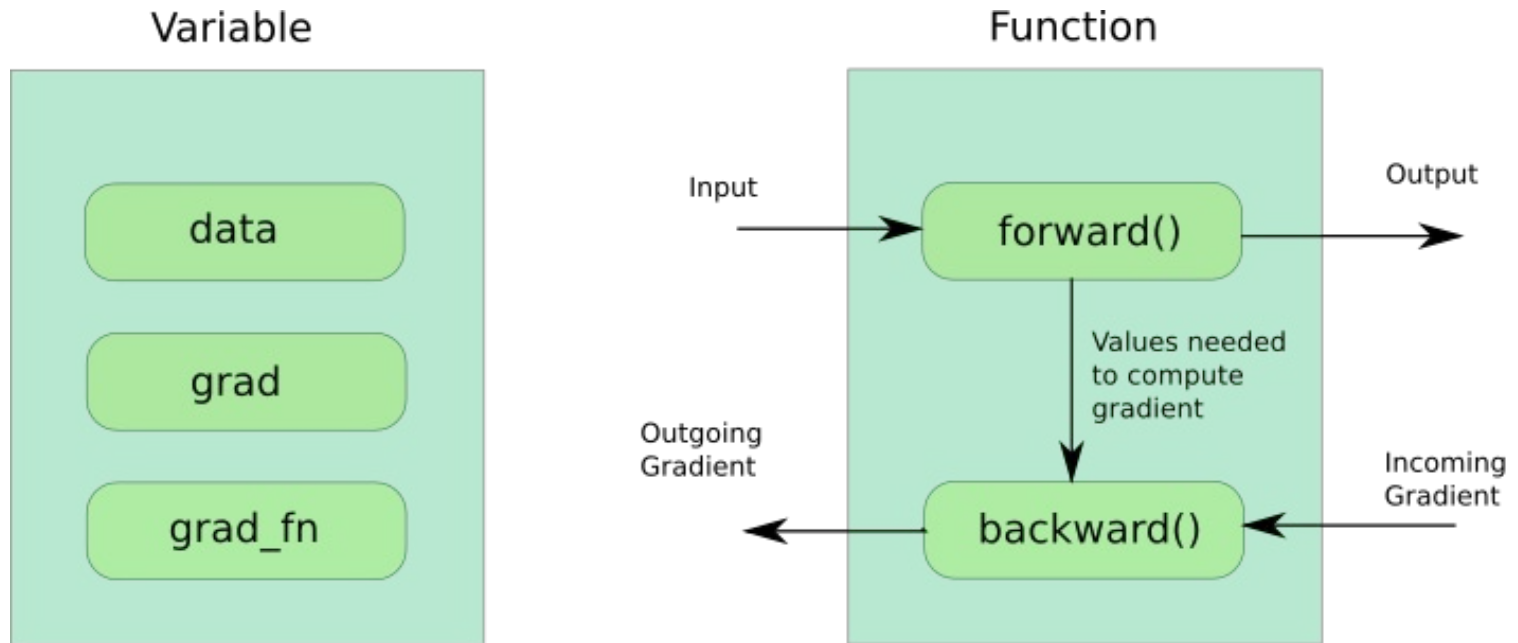 Variable
data
grad
grad_fn
Function
Input
forward()
Output
Values needed
to compute
gradient
Outgoing
Gradient
backward()
Incoming
Gradient